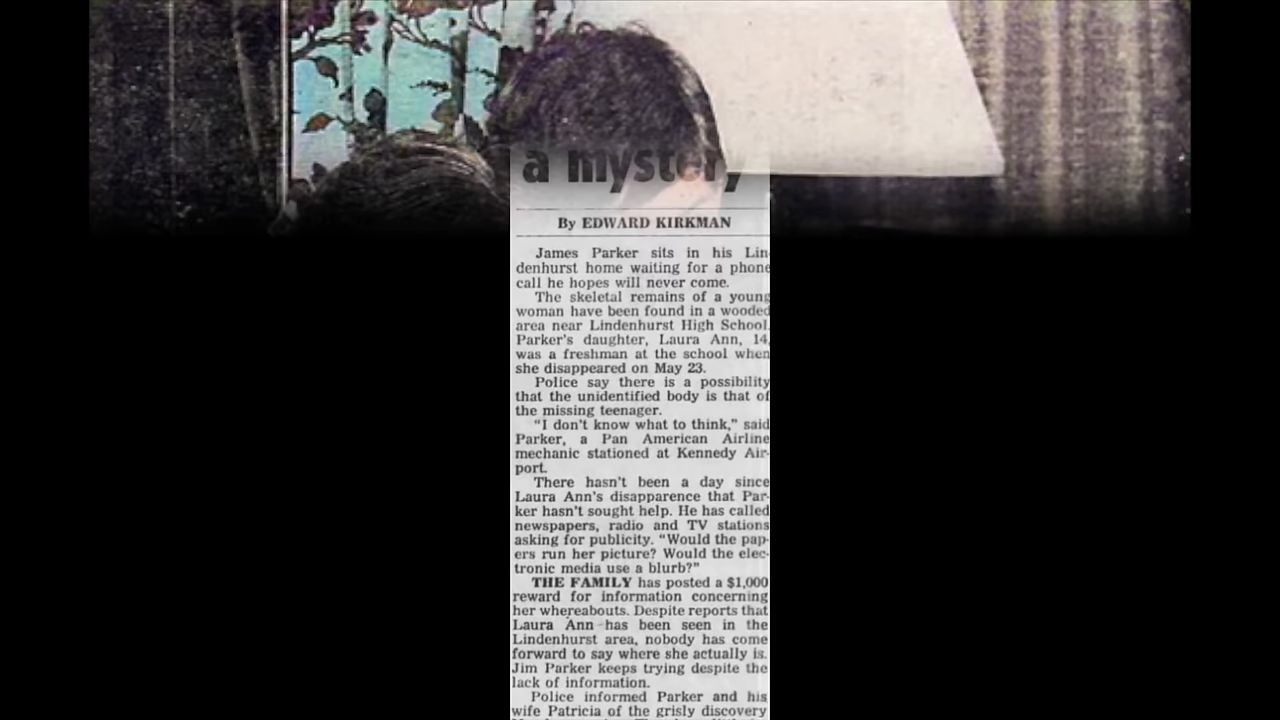 a mystery
By EDWARD KIRKMAN
James Parker sits in his Lin-
denhurst home waiting for a phone
call he hopes will never come.
The skeletal remains of a young
woman have been found in a wooded
area near Lindenhurst High School.
Parker's daughter, Laura Ann, 14,
was a freshman at the school when
she disappeared on May 23.
Police say there is a possibility
that the unidentified body is that of
the missing teenager.
"I don't know what to think," said
Parker, a Pan American Airline
mechanic stationed at Kennedy Air-
port.
There hasn't been a day since
Laura Ann's disapparence that Par-
ker hasn't sought help. He has called
newspapers, radio and TV stations
asking for publicity. "Would the pap-
ers run her picture? Would the elec-
tronic media use a blurb?"
THE FAMILY has posted a $1,000
reward for information concerning
her whereabouts. Despite reports that
Laura Ann has been seen in the
Lindenhurst area, nobody has come
forward to say where she actually is.
Jim Parker keeps trying despite the
lack of information.
Police informed Parker and his
wife Patricia of the grisly discovery